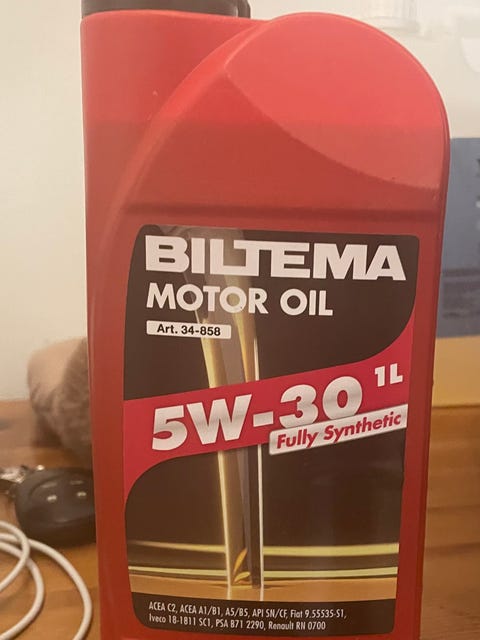 BILTEMA
MOTOR OIL
Art. 34-858
5W-30 1L
Fully Synthetic
ACEA C2, ACEA A1/B1, A5/B5, API SN/CF, Fiat 9.55535-S1,
Iveco 18-1811 SC1, PSA B71 2290, Renault RN 0700